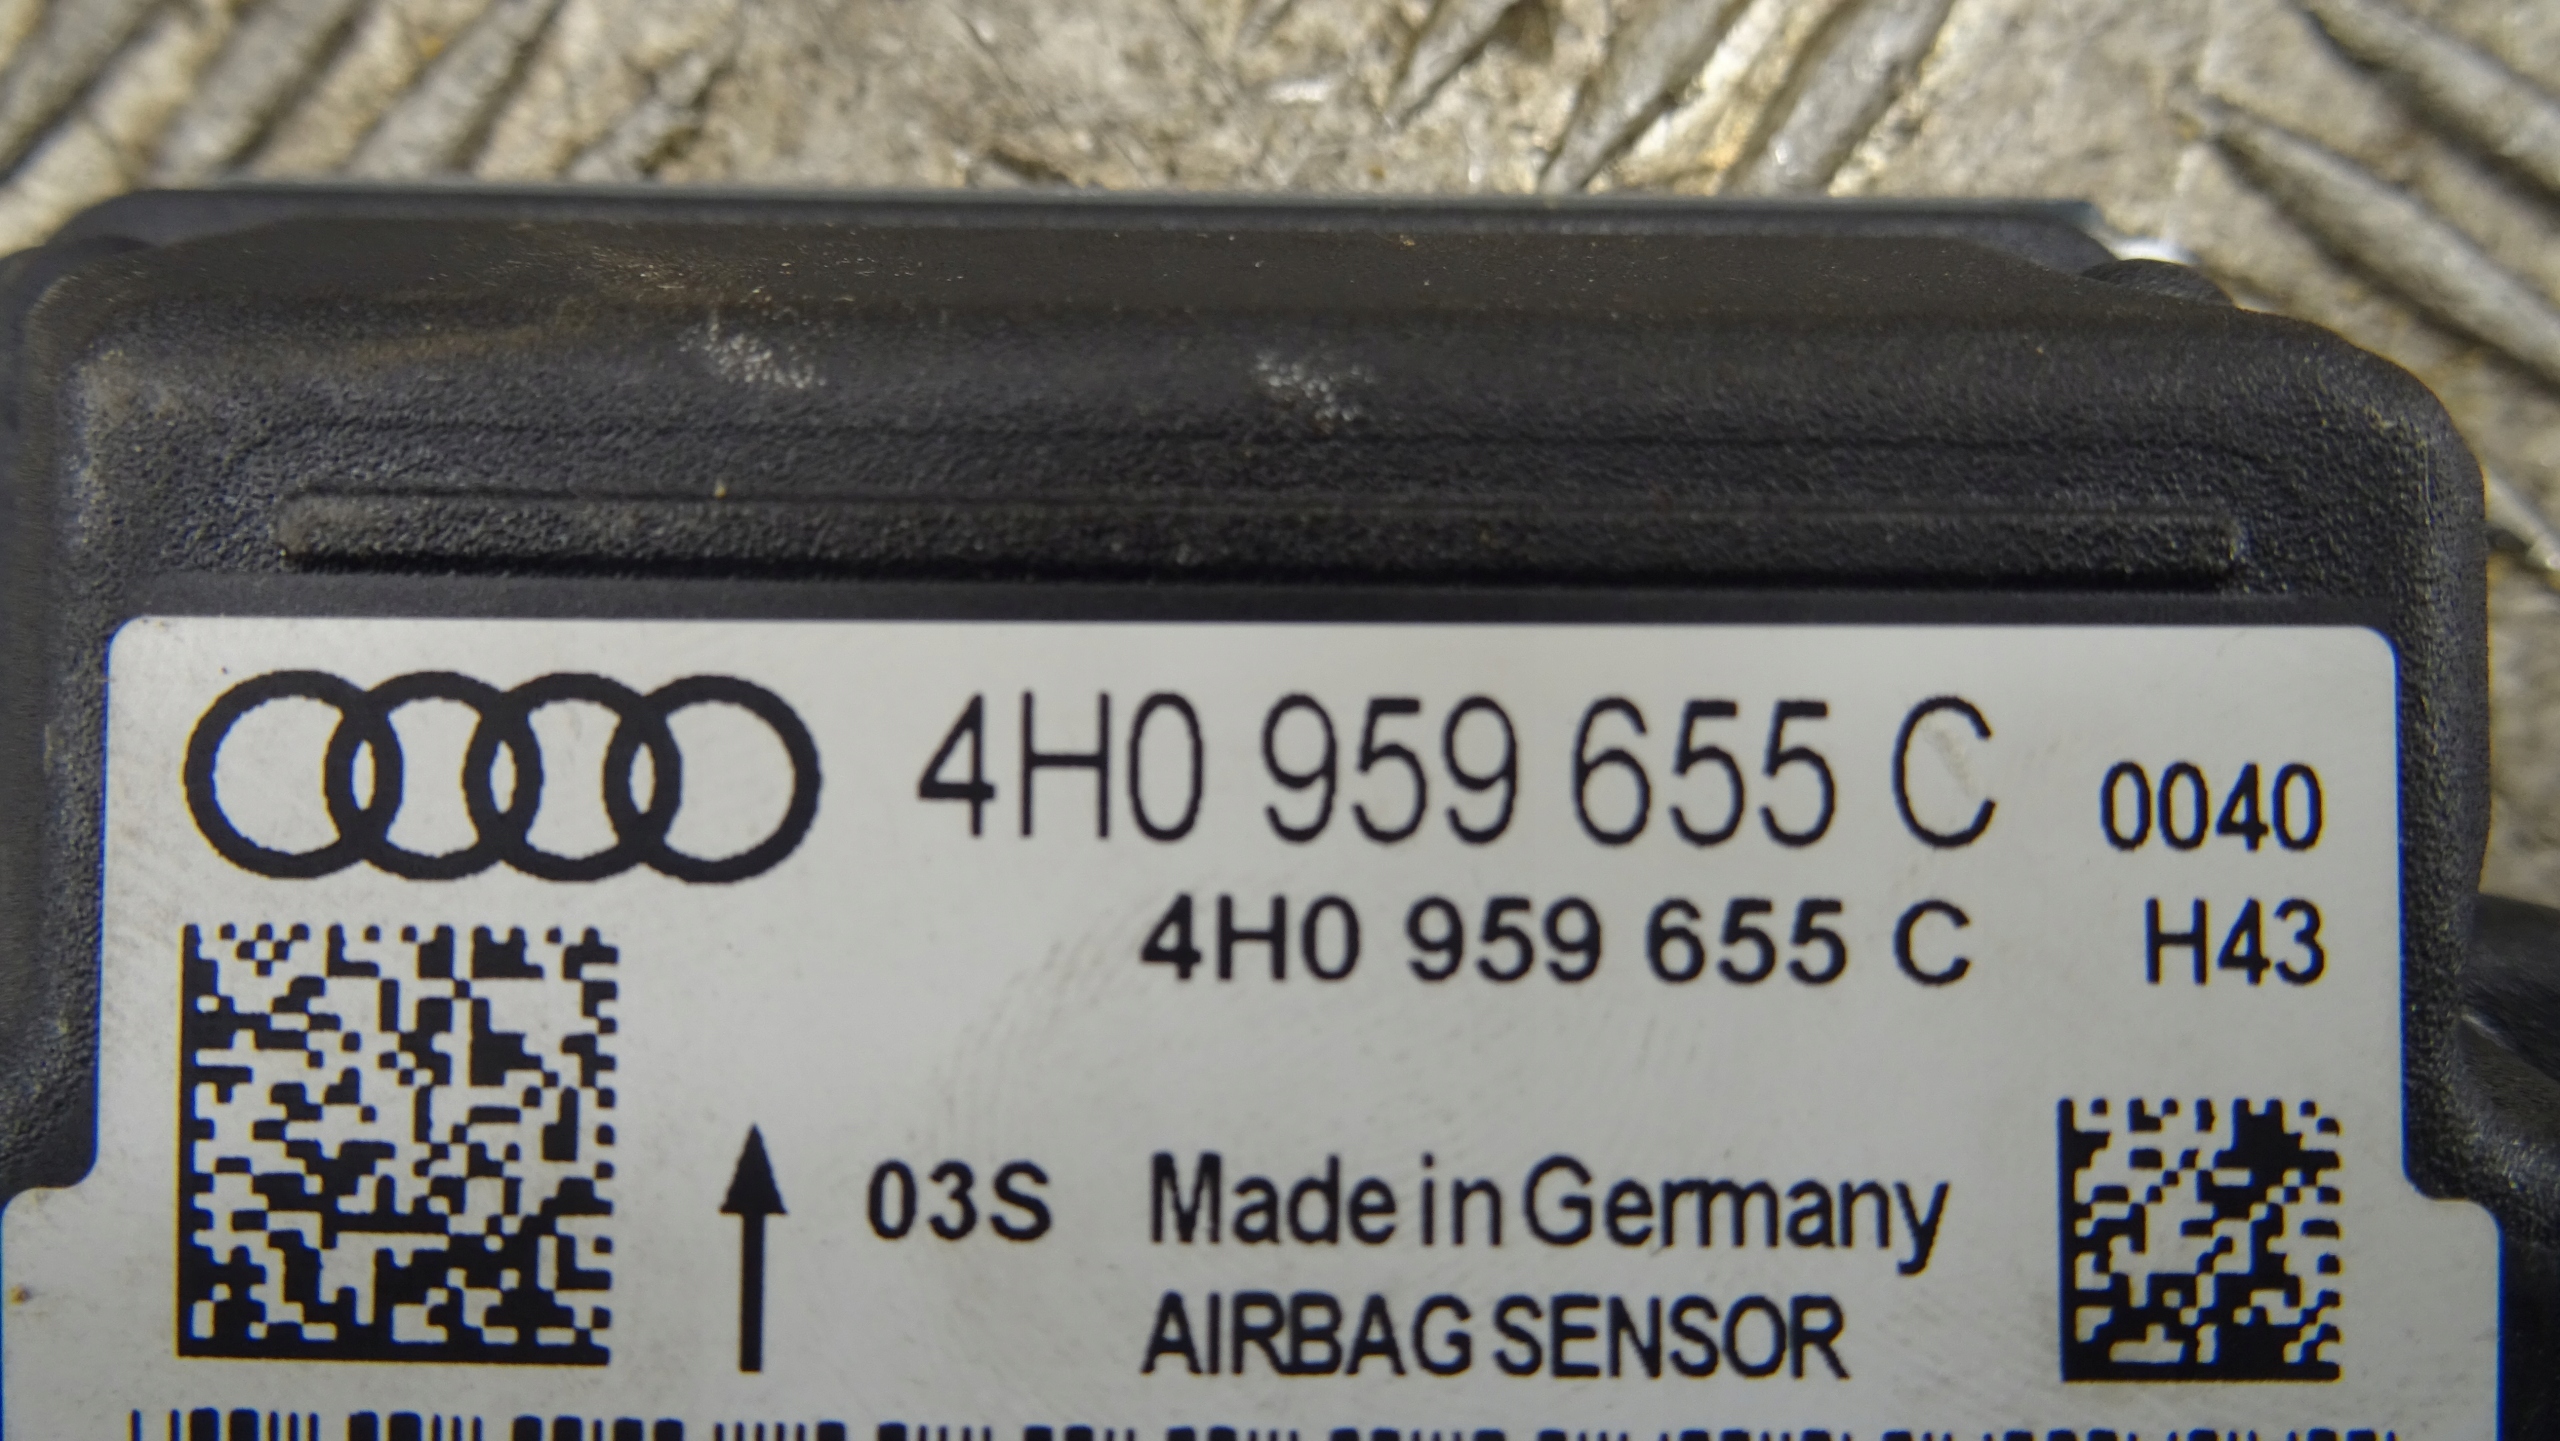 4H0 959 655 C 0040
4H0 959 655 C H43
03S Made in Germany
AIRBAG SENSOR